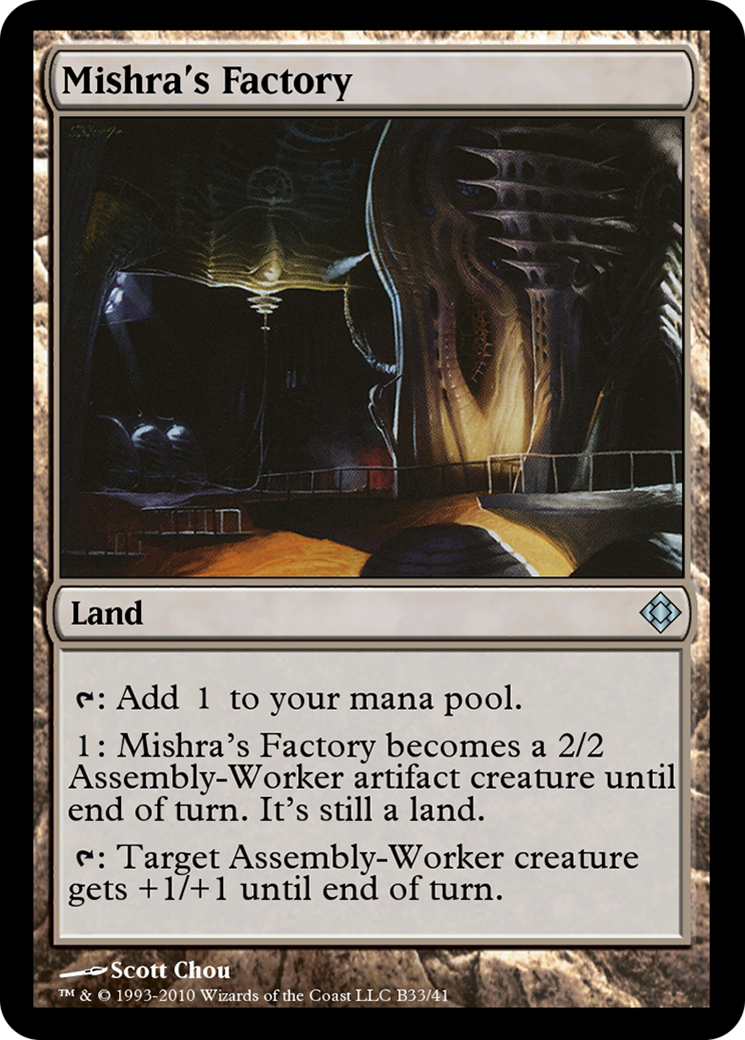 Mishra's Factory
Land
: Add 1 to your mana pool.
1: Mishra's Factory becomes a 2/2
Assembly-Worker artifact creature until
end of turn. It's still a land.
: Target Assembly-Worker creature
gets +1/+1 until end of turn.
Scott Chou
™ & © 1993-2010 Wizards of the Coast LLC B33/41